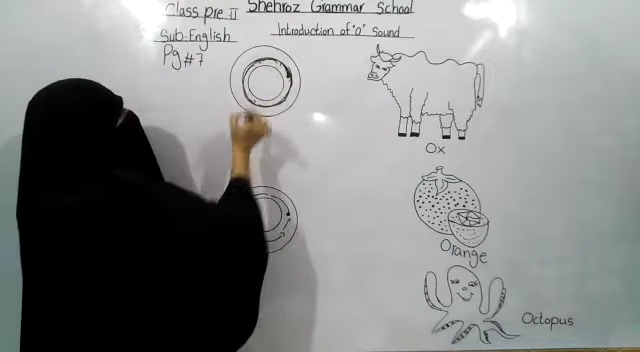 Class pre II Shehroz Grammar School
Sub-English Introduction of "o" Sound
Pg #7
Ox
Orange
Octopus